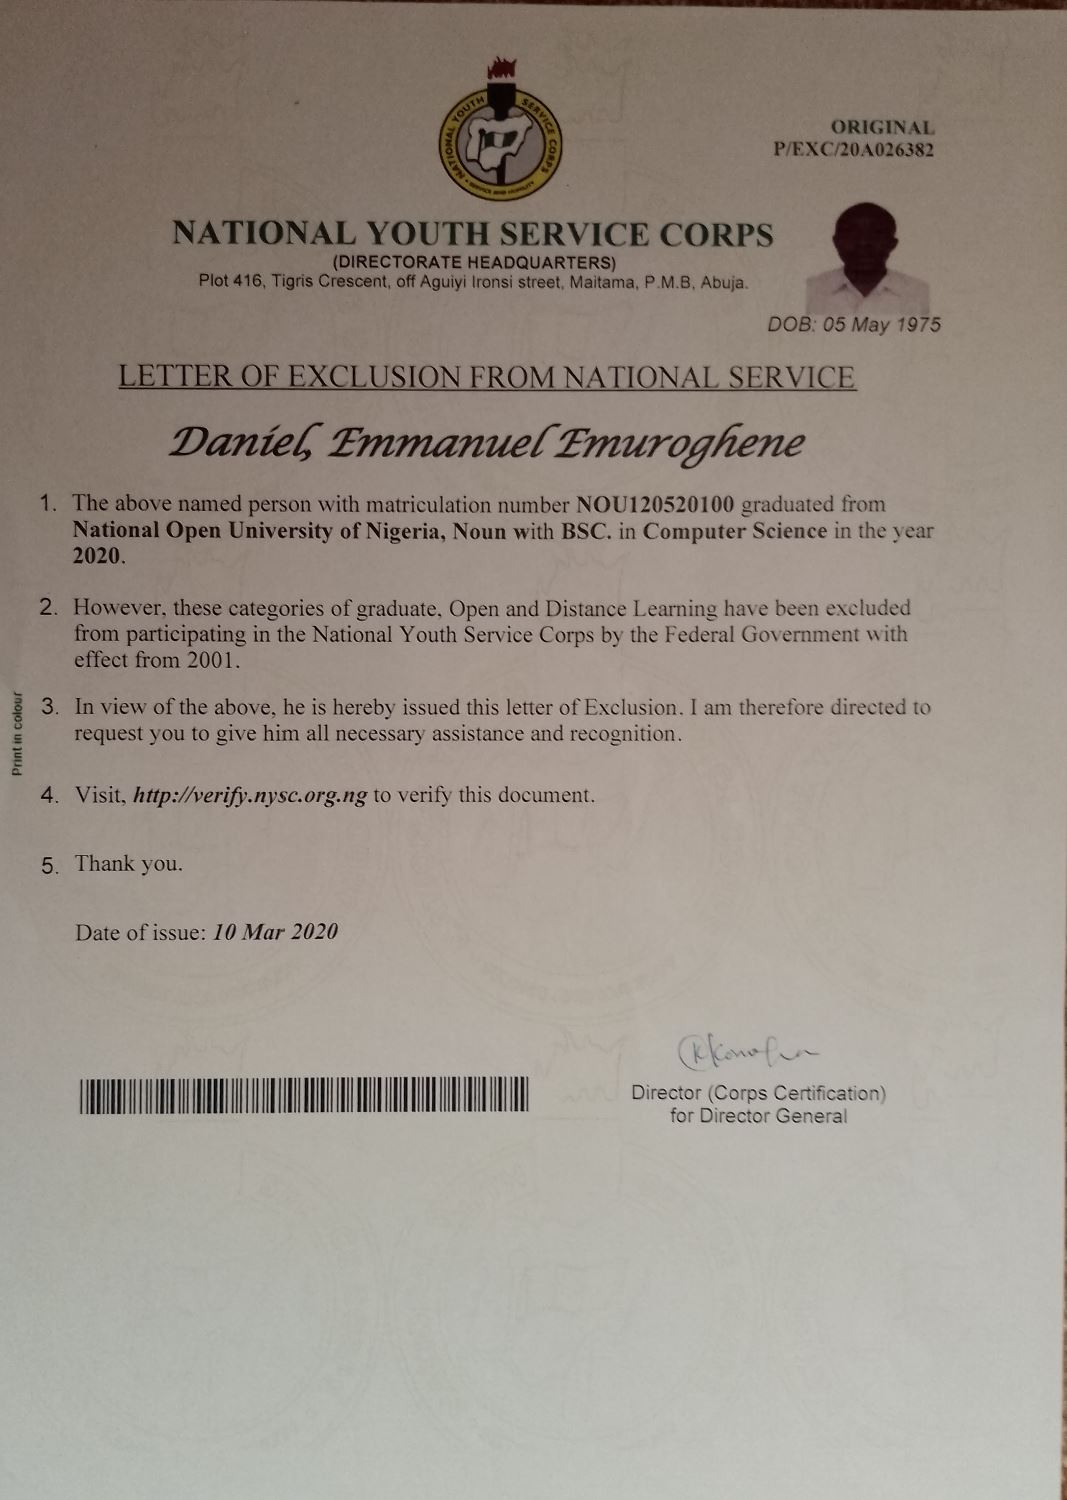 NATIONAL YOUTH SERVICE CORPS
SERVICE AND HUMILITY
ORIGINAL
P/EXC/20A026382
NATIONAL YOUTH SERVICE CORPS
(DIRECTORATE HEADQUARTERS)
Plot 416, Tigris Crescent, off Aguiyi Ironsi street, Maitama, P.M.B, Abuja.
DOB: 05 May 1975
LETTER OF EXCLUSION FROM NATIONAL SERVICE
Daniel, Emmanuel Emuroghene
1. The above named person with matriculation number NOU120520100 graduated from
National Open University of Nigeria, Noun with BSC. in Computer Science in the year
2020.
2. However, these categories of graduate, Open and Distance Learning have been excluded
from participating in the National Youth Service Corps by the Federal Government with
effect from 2001.
3. In view of the above, he is hereby issued this letter of Exclusion. I am therefore directed to
request you to give him all necessary assistance and recognition.
Print in colour
4. Visit, http://verify.nysc.org.ng to verify this document.
5. Thank you.
Date of issue: 10 Mar 2020
Director (Corps Certification)
for Director General